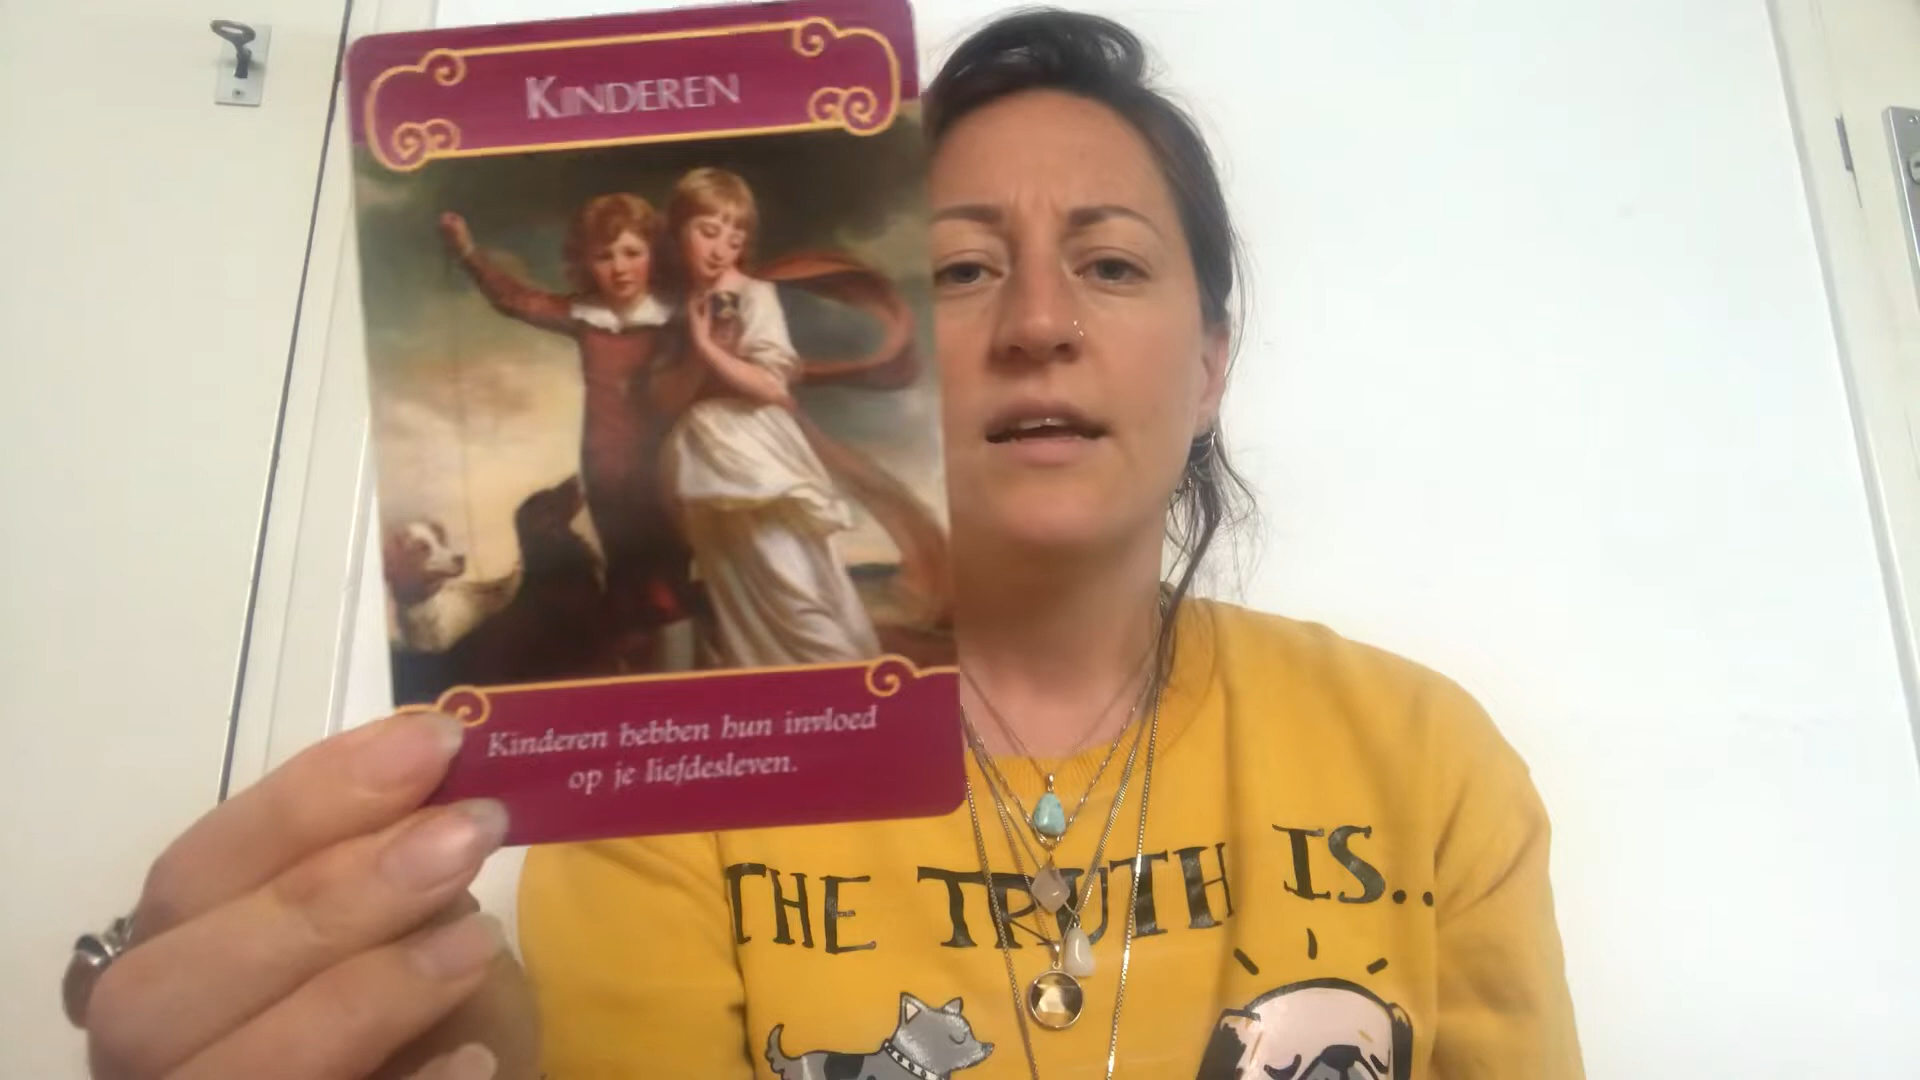 KINDEREN
Kinderen hebben hun invloed
op je liefdesleven.
THE TRUTH IS..